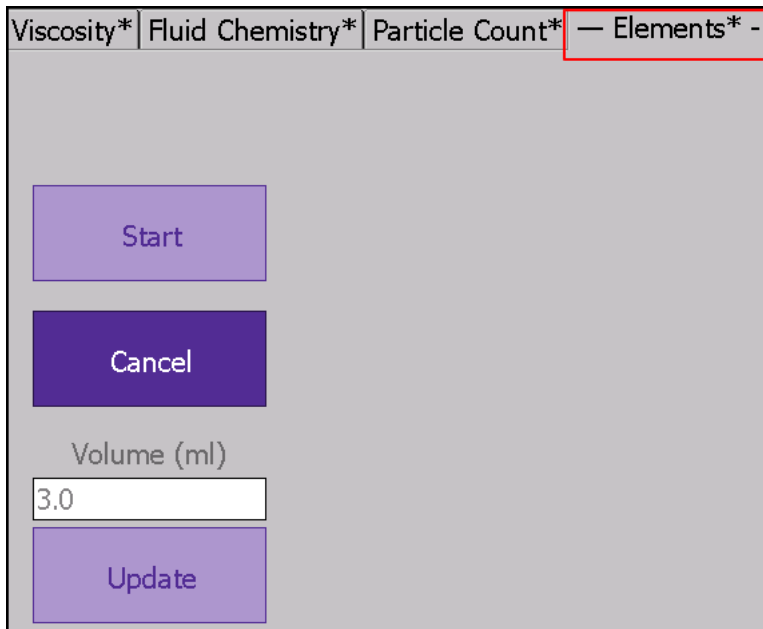 Viscosity* Fluid Chemistry* Particle Count* — Elements* -
Start
Cancel
Volume (ml)
3.0
Update